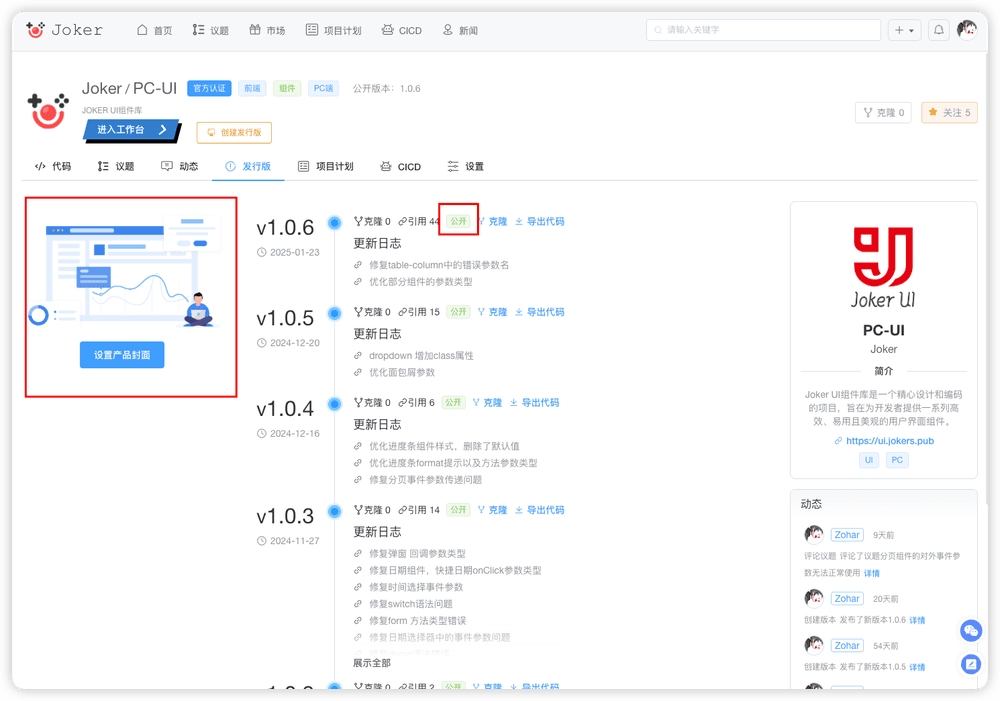 Joker 首页 议题 市场 项目计划 CICD 新闻 请输入关键字
Joker / PC-UI 官方认证 前端 组件 PC端 公开版本：1.0.6
JOKER UI组件库
进入工作台 创建发行版
克隆 0 关注 5
代码 议题 动态 发行版 项目计划 CICD 设置
设置产品封面
v1.0.6
2025-01-23
克隆 0 引用 44 公开 克隆 导出代码
更新日志
修复table-column中的错误参数名
优化部分组件的参数类型
v1.0.5
2024-12-20
克隆 0 引用 15 公开 克隆 导出代码
更新日志
dropdown 增加class属性
优化面包屑参数
v1.0.4
2024-12-16
克隆 0 引用 6 公开 克隆 导出代码
更新日志
优化进度条组件样式，删除了默认值
优化进度条format提示以及方法参数类型
修复分页事件参数传递问题
v1.0.3
2024-11-27
克隆 0 引用 14 公开 克隆 导出代码
更新日志
修复弹窗 回调参数类型
修复日期组件，快捷日期onClick参数类型
修复时间选择事件参数
修复switch语法问题
修复form 方法类型错误
修复日期选择器中的事件参数问题
展示全部
克隆 0 引用 2 公开 克隆 导出代码
Joker UI
PC-UI
Joker
简介
Joker UI组件库是一个精心设计和编码
的项目，旨在为开发者提供一系列高
效、易用且美观的用户界面组件。
https://ui.jokers.pub
UI PC
动态
Zohar 9天前
评论议题 评论了议题分页组件的对外事件参
数无法正常使用 详情
Zohar 20天前
创建版本 发布了新版本1.0.6 详情
Zohar 54天前
创建版本 发布了新版本1.0.5 详情